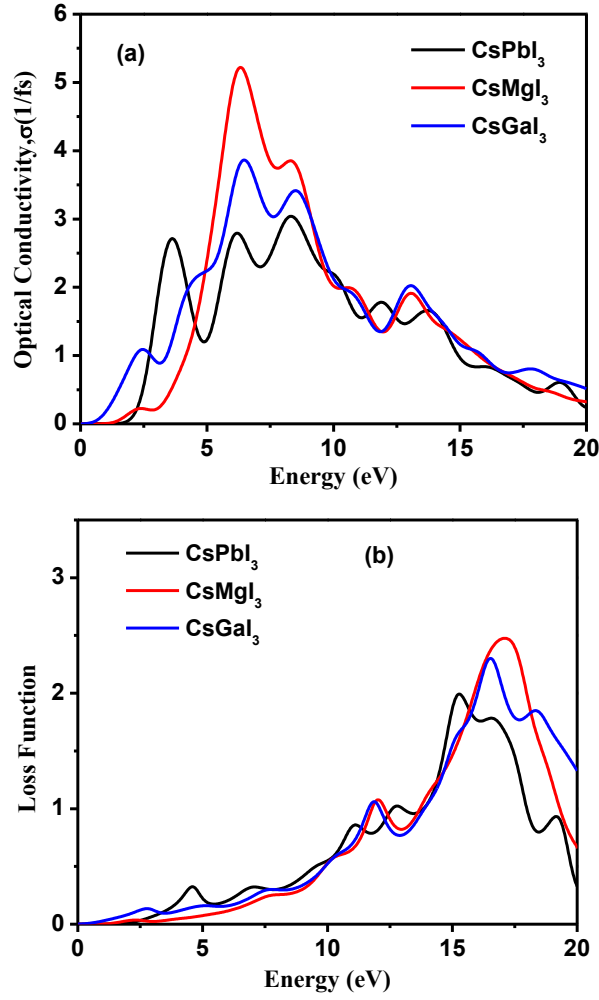 (a)
CsPbI₃
CsMgI₃
CsGaI₃
Optical Conductivity,σ(1/fs)
6
5
4
3
2
1
0
0 5 10 15 20
Energy (eV)
(b)
CsPbI₃
CsMgI₃
CsGaI₃
Loss Function
3
2
1
0
0 5 10 15 20
Energy (eV)